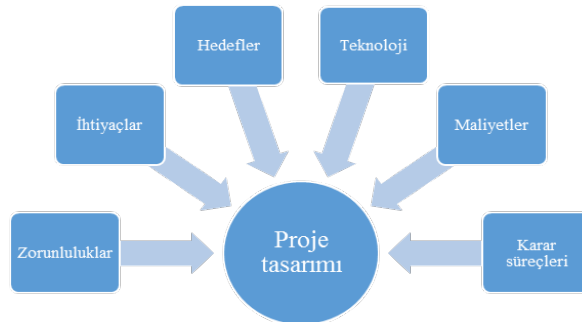 Hedefler
Teknoloji
İhtiyaçlar
Maliyetler
Zorunluluklar
Proje
tasarımı
Karar
süreçleri